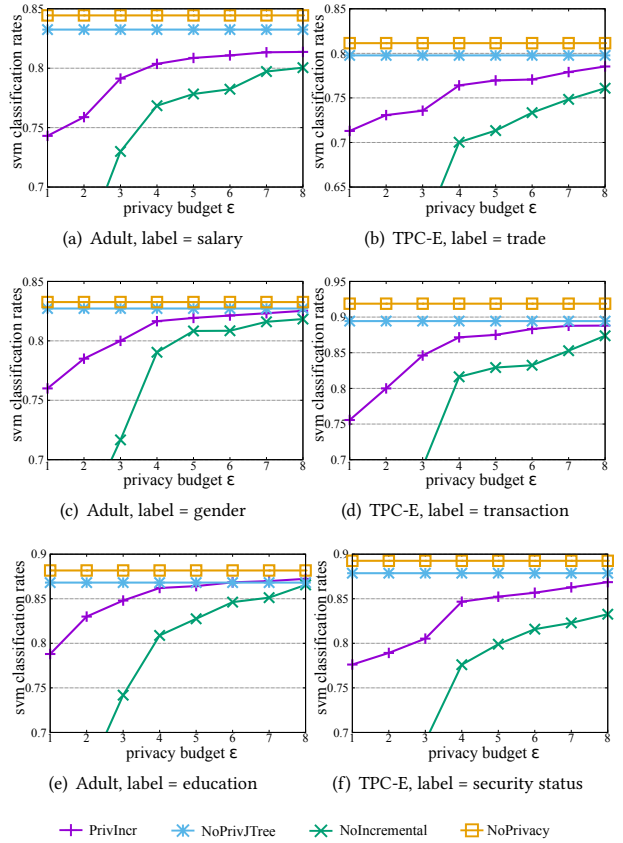 svm classification rates
0.85
0.8
0.75
0.7
1 2 3 4 5 6 7 8
privacy budget ε
(a) Adult, label = salary
svm classification rates
0.85
0.8
0.75
0.7
0.65
1 2 3 4 5 6 7 8
privacy budget ε
(b) TPC-E, label = trade
svm classification rates
0.85
0.8
0.75
0.7
1 2 3 4 5 6 7 8
privacy budget ε
(c) Adult, label = gender
svm classification rates
0.95
0.9
0.85
0.8
0.75
0.7
1 2 3 4 5 6 7 8
privacy budget ε
(d) TPC-E, label = transaction
svm classification rates
0.9
0.85
0.8
0.75
0.7
1 2 3 4 5 6 7 8
privacy budget ε
(e) Adult, label = education
svm classification rates
0.9
0.85
0.8
0.75
0.7
1 2 3 4 5 6 7 8
privacy budget ε
(f) TPC-E, label = security status
PrivIncr NoPrivJTree NoIncremental NoPrivacy